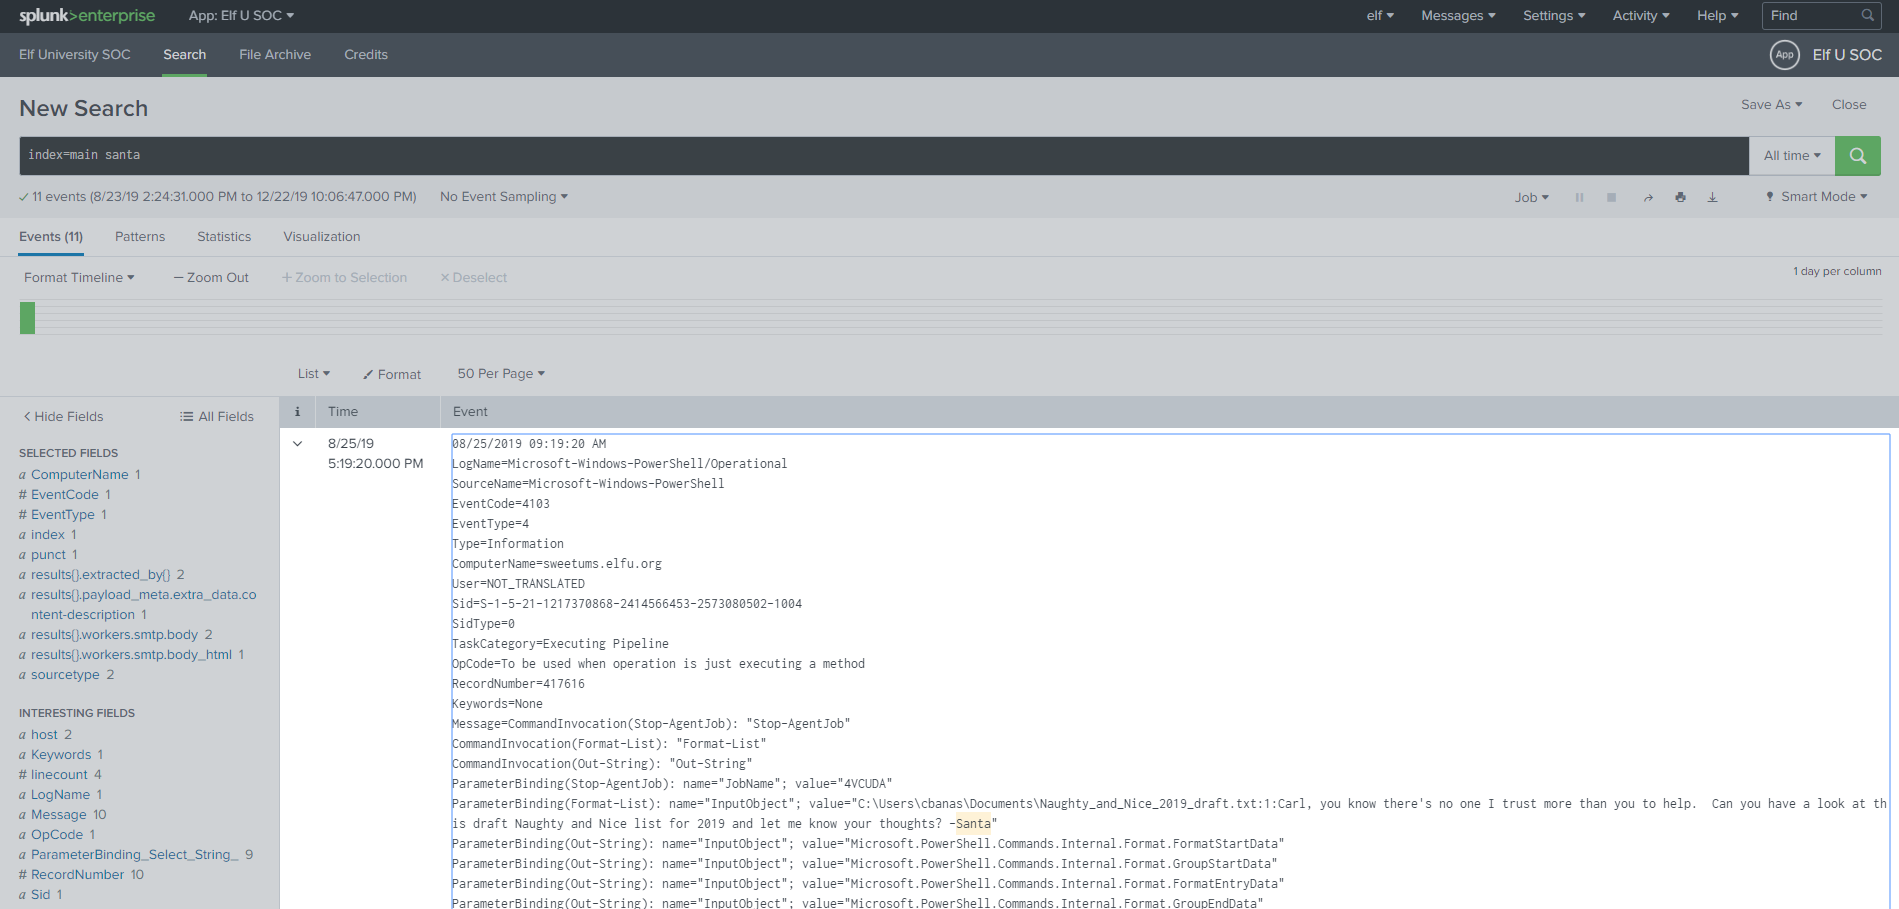 splunk>enterprise App: Elf U SOC elf Messages Settings Activity Help Find
Elf University SOC Search File Archive Credits App Elf U SOC
New Search Save As Close
index=main santa All time
11 events (8/23/19 2:24:31.000 PM to 12/22/19 10:06:47.000 PM) No Event Sampling Job Smart Mode
Events (11) Patterns Statistics Visualization
Format Timeline — Zoom Out + Zoom to Selection × Deselect 1 day per column
List Format 50 Per Page
< Hide Fields All Fields i Time Event
SELECTED FIELDS
a ComputerName 1
# EventCode 1
# EventType 1
a index 1
a punct 1
a results{}.extracted_by{} 2
a results{}.payload_meta.extra_data.co
ntent-description 1
a results{}.workers.smtp.body 2
a results{}.workers.smtp.body_html 1
a sourcetype 2
INTERESTING FIELDS
a host 2
a Keywords 1
# linecount 4
a LogName 1
a Message 10
a OpCode 1
a ParameterBinding_Select_String_ 9
# RecordNumber 10
a Sid 1
8/25/19
5:19:20.000 PM
08/25/2019 09:19:20 AM
LogName=Microsoft-Windows-PowerShell/Operational
SourceName=Microsoft-Windows-PowerShell
EventCode=4103
EventType=4
Type=Information
ComputerName=sweetums.elfu.org
User=NOT_TRANSLATED
Sid=S-1-5-21-1217370868-2414566453-2573080502-1004
SidType=0
TaskCategory=Executing Pipeline
OpCode=To be used when operation is just executing a method
RecordNumber=417616
Keywords=None
Message=CommandInvocation(Stop-AgentJob): "Stop-AgentJob"
CommandInvocation(Format-List): "Format-List"
CommandInvocation(Out-String): "Out-String"
ParameterBinding(Stop-AgentJob): name="JobName"; value="4VCUDA"
ParameterBinding(Format-List): name="InputObject"; value="C:\Users\cbanas\Documents\Naughty_and_Nice_2019_draft.txt:1:Carl, you know there's no one I trust more than you to help.  Can you have a look at th
is draft Naughty and Nice list for 2019 and let me know your thoughts? -Santa"
ParameterBinding(Out-String): name="InputObject"; value="Microsoft.PowerShell.Commands.Internal.Format.FormatStartData"
ParameterBinding(Out-String): name="InputObject"; value="Microsoft.PowerShell.Commands.Internal.Format.GroupStartData"
ParameterBinding(Out-String): name="InputObject"; value="Microsoft.PowerShell.Commands.Internal.Format.FormatEntryData"
ParameterBinding(Out-String): name="InputObject"; value="Microsoft.PowerShell.Commands.Internal.Format.GroupEndData"